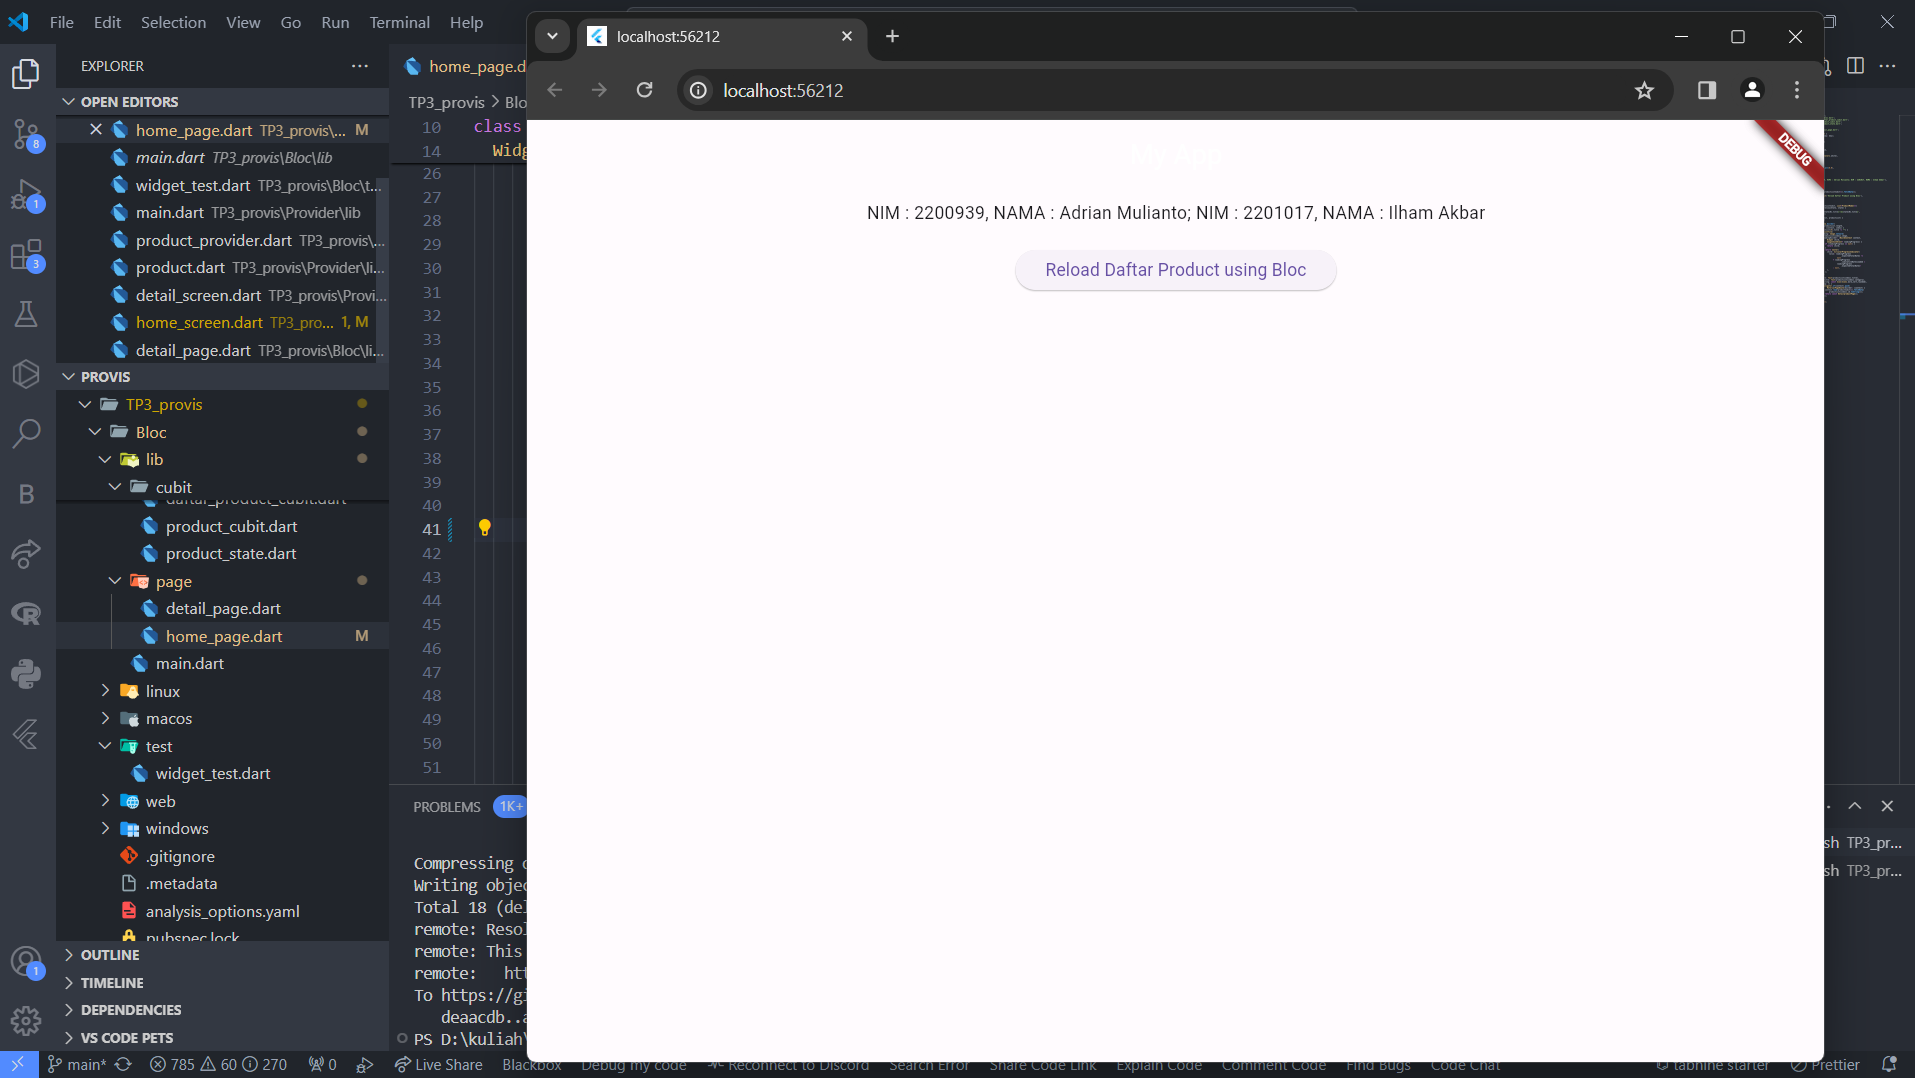 File Edit Selection View Go Run Terminal Help
EXPLORER
OPEN EDITORS
home_page.dart TP3_provis\... M
main.dart TP3_provis\Bloc\lib
widget_test.dart TP3_provis\Bloc\t...
main.dart TP3_provis\Provider\lib
product_provider.dart TP3_provis\...
product.dart TP3_provis\Provider\li...
detail_screen.dart TP3_provis\Provi...
home_screen.dart TP3_pro... 1, M
detail_page.dart TP3_provis\Bloc\li...
PROVIS
TP3_provis
Bloc
lib
cubit
daftar_product_cubit.dart
product_cubit.dart
product_state.dart
page
detail_page.dart
home_page.dart M
main.dart
linux
macos
test
widget_test.dart
web
windows
.gitignore
.metadata
analysis_options.yaml
pubspec.lock
OUTLINE
TIMELINE
DEPENDENCIES
VS CODE PETS
8
1
3
B
1
home_page.d
TP3_provis > Blo
10 class
14 Widg
26
27
28
29
30
31
32
33
34
35
36
37
38
39
40
41
42
43
44
45
46
47
48
49
50
51
PROBLEMS 1K+
Compressing
Writing objec
Total 18 (del
remote: Resol
remote: This
remote: htt
To https://gi
deaacdb..a
PS D:\kuliah\
localhost:56212
localhost:56212
DEBUG
NIM : 2200939, NAMA : Adrian Mulianto; NIM : 2201017, NAMA : Ilham Akbar
Reload Daftar Product using Bloc
sh TP3_pr...
sh TP3_pr...
main* 785 60 270 0 Live Share Blackbox Debug my code Reconnect to Discord Search Error Share Code Link Explain Code Comment Code Find Bugs Code Chat tabnine starter Prettier